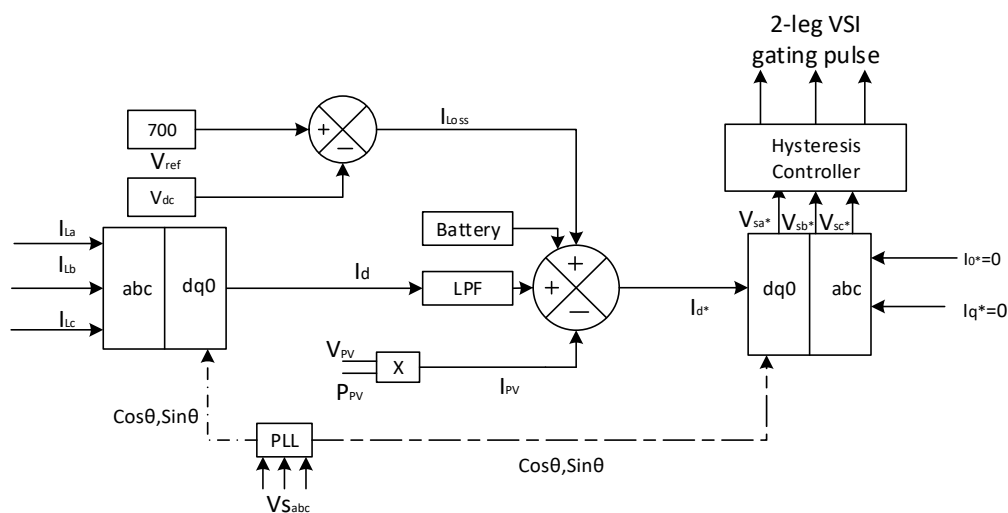 2-leg VSI
gating pulse
700
Vref
Vdc
+
−
ILoss
Hysteresis
Controller
Vsa*
Vsb*
Vsc*
ILa
ILb
ILc
abc
dq0
Id
Battery
LPF
+
+
−
Id*
dq0
abc
I0*=0
Iq*=0
VPV
PPV
X
IPV
Cosθ,Sinθ
PLL
Cosθ,Sinθ
Vsabc